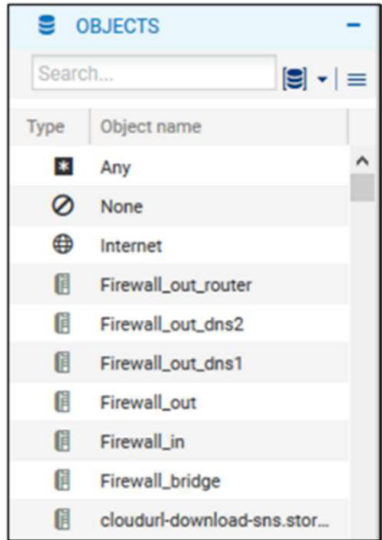 OBJECTS
Search...
Type Object name
Any
None
Internet
Firewall_out_router
Firewall_out_dns2
Firewall_out_dns1
Firewall_out
Firewall_in
Firewall_bridge
cloudurl-download-sns.stor...